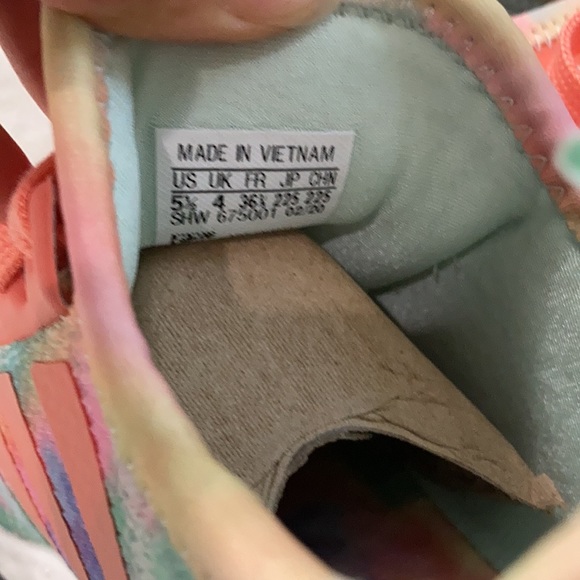 MADE IN VIETNAM
US UK FR JP CHN
5½ 4 36⅔ 225 225
SHW 675001 02/20